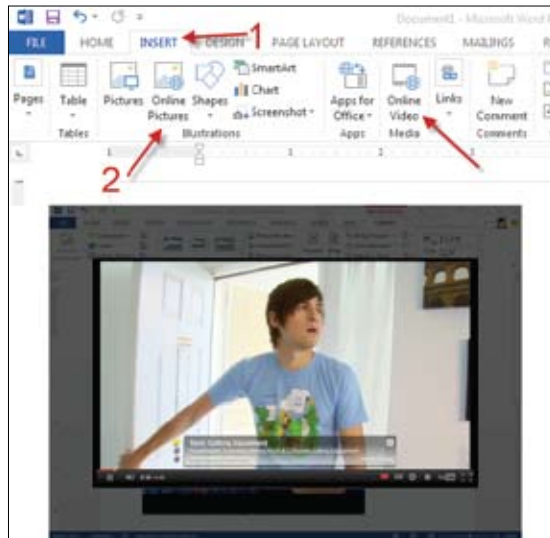 Document1 - Microsoft Word
FILE HOME INSERT DESIGN PAGE LAYOUT REFERENCES MAILINGS R
1
Pages Table Pictures Online Pictures Shapes SmartArt Chart Screenshot Apps for Office Online Video Links New Comment
Tables Illustrations Apps Media Comments
2